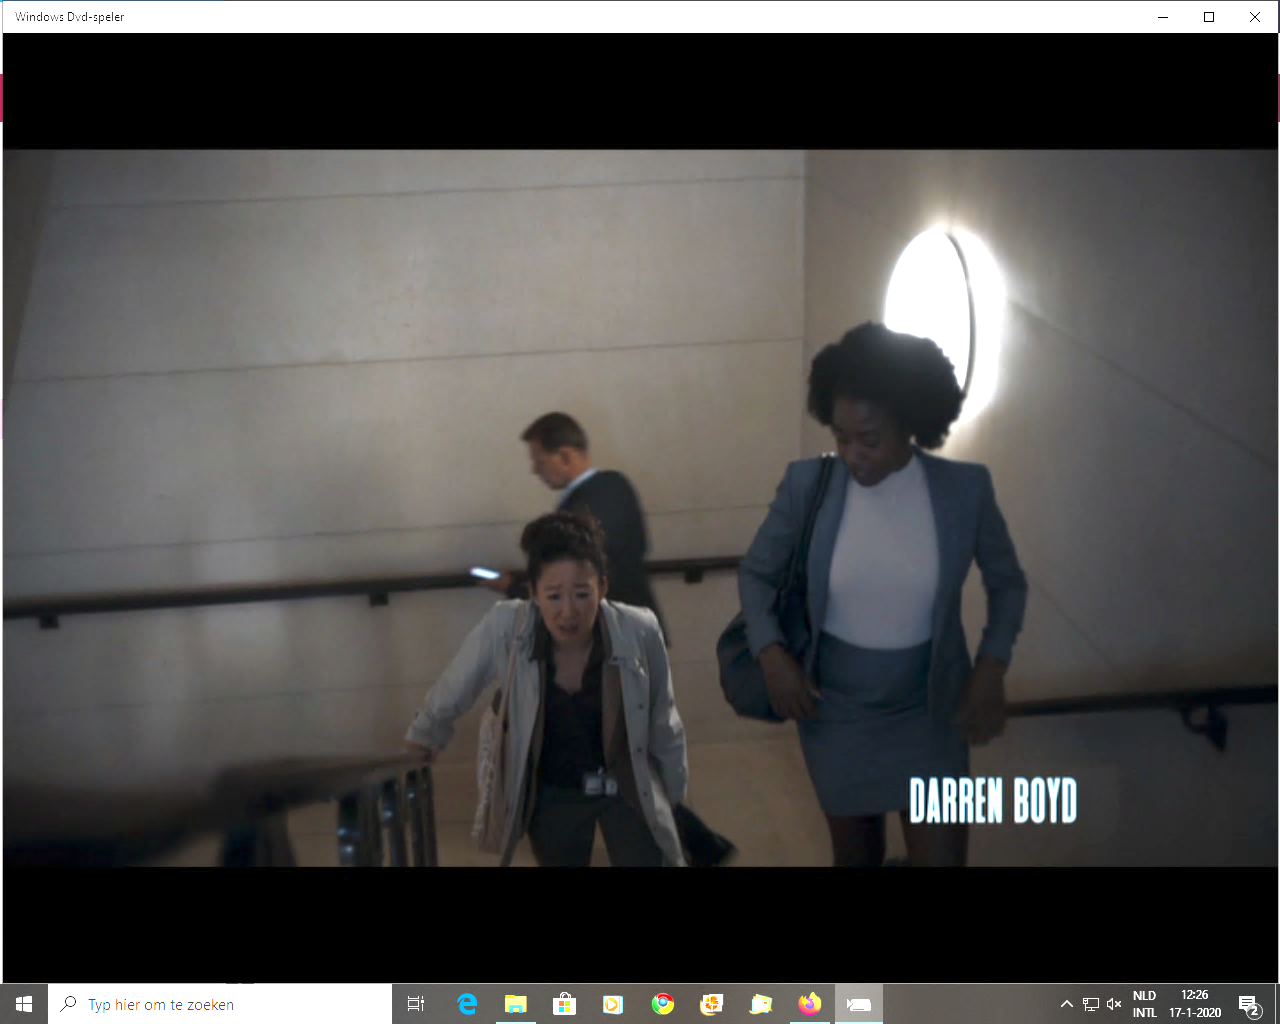 Windows Dvd-speler
DARREN BOYD
Typ hier om te zoeken
NLD
INTL
12:26
17-1-2020
2